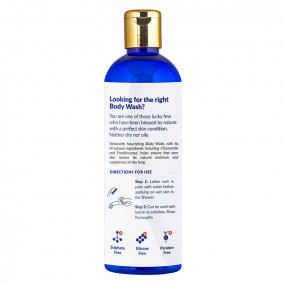 Looking for the right
Body Wash?
You are one of those lucky few
who have been blessed by nature
with a perfect skin condition.
Neither dry nor oily.
Nourishing Body Wash, with its
all-natural ingredients including Chamomile
and Frankincense, helps ensure that your
skin retains its natural moisture and
suppleness all day long.
DIRECTIONS FOR USE
Step 1: Lather well in
palm with water before
applying on wet skin in
the Shower
Step 2: Can be used with
loofah to exfoliate. Rinse
thoroughly
Sulphate
Free
Silicone
Free
Paraben
Free